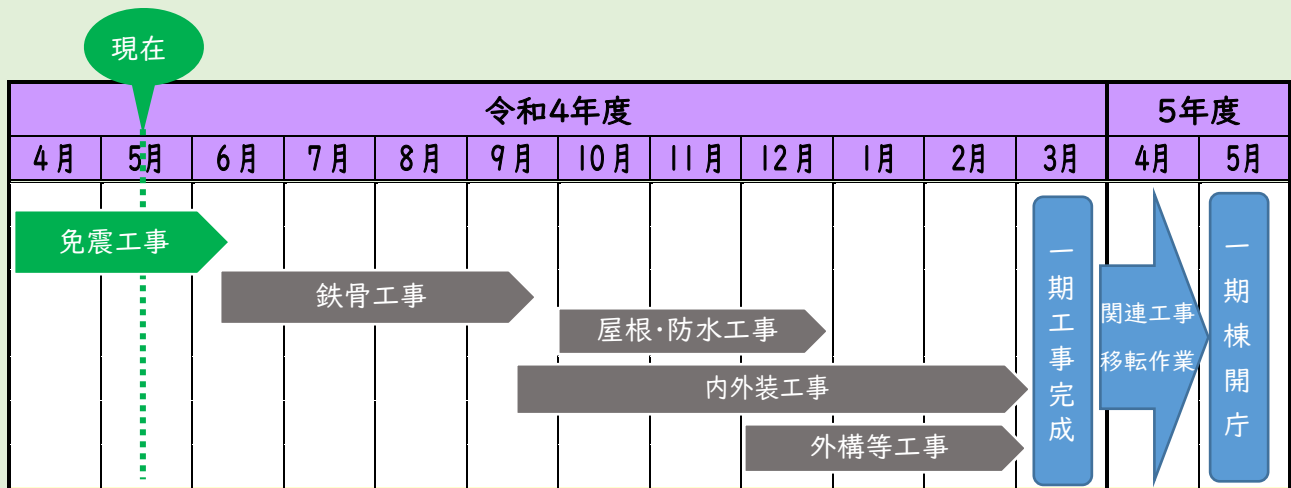 現在
令和4年度
5年度
4月
5月
6月
7月
8月
9月
10月
11月
12月
1月
2月
3月
4月
5月
免震工事
鉄骨工事
屋根・防水工事
内外装工事
外構等工事
一期工事完成
関連工事
移転作業
一期棟開庁